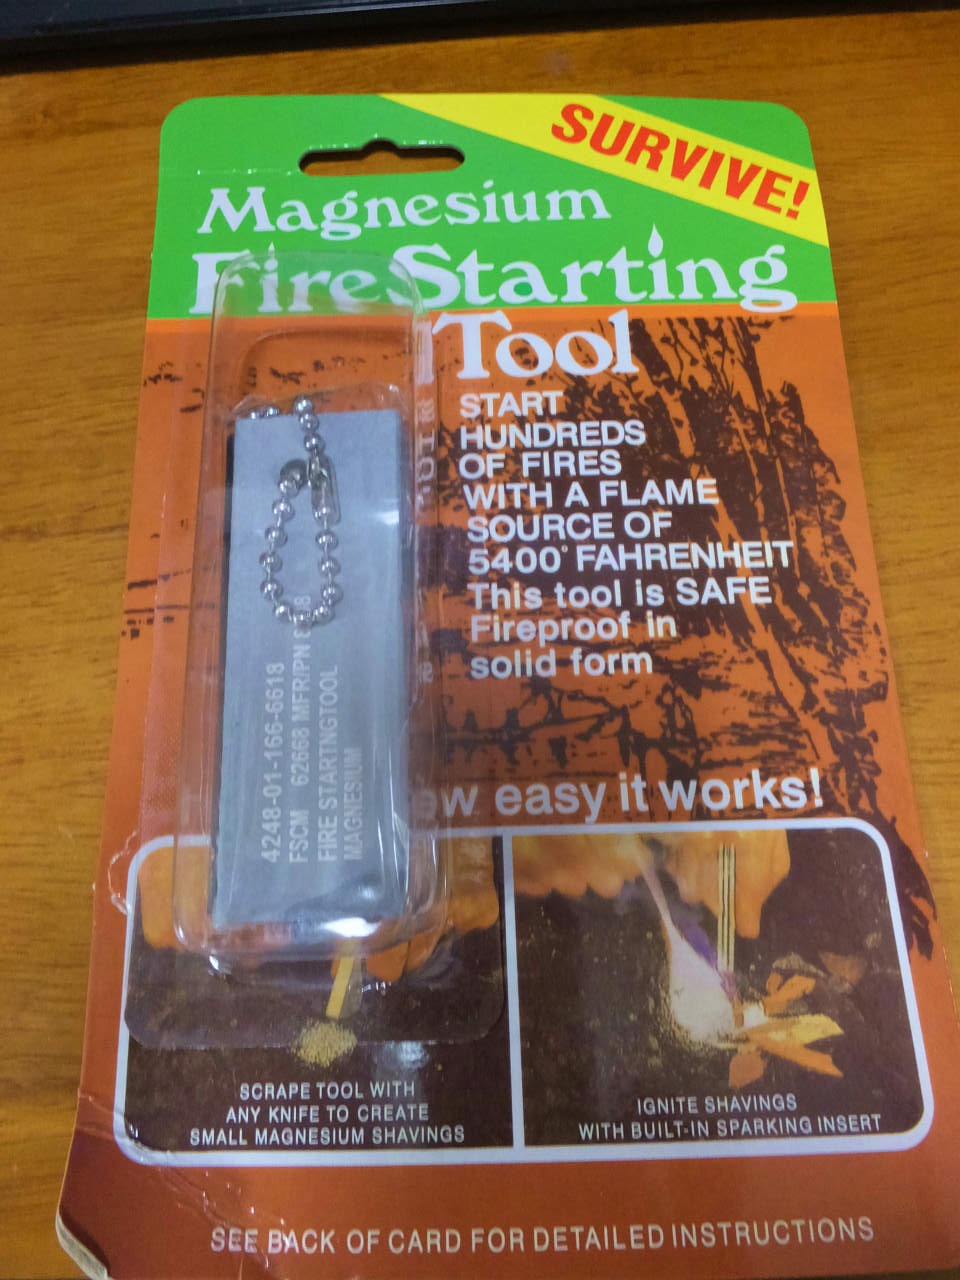 SURVIVE!
Magnesium
Fire Starting
Tool
START
HUNDREDS
OF FIRES
WITH A FLAME
SOURCE OF
5400° FAHRENHEIT
This tool is SAFE
Fireproof in
solid form
4248-01-166-6618
FSCM 62668 MFR/PN
FIRE STARTNGTOOL
MAGNESIUM
easy it works!
SCRAPE TOOL WITH
ANY KNIFE TO CREATE
SMALL MAGNESIUM SHAVINGS
IGNITE SHAVINGS
WITH BUILT-IN SPARKING INSERT
SEE BACK OF CARD FOR DETAILED INSTRUCTIONS